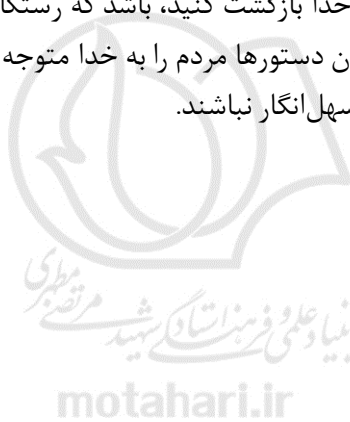 خدا بازگشت کنید، باشد که رستگا
ن دستورها مردم را به خدا متوجه
سهل‌انگار نباشند.
بنیاد علمی و فرهنگی استاد شهید مرتضی مطهری
motahari.ir